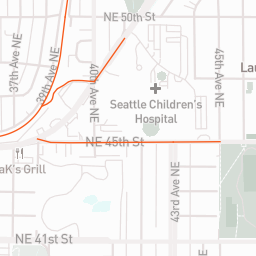 NE 50th St
37th Ave NE
39th Ave NE
40th Ave NE
45th Ave NE
Lau
Seattle Children's
Hospital
NE 45th St
aK's Grill
43rd Ave NE
NE 41st St